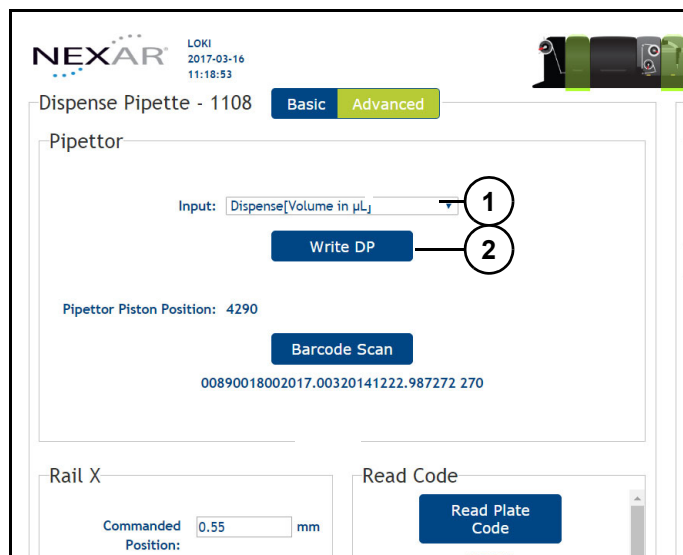 NEXAR
LOKI
2017-03-16
11:18:53
Dispense Pipette - 1108
Basic
Advanced
Pipettor
Input:
Dispense[Volume in µL]
1
Write DP
2
Pipettor Piston Position: 4290
Barcode Scan
00890018002017.00320141222.987272 270
Rail X
Commanded
Position:
0.55
mm
Read Code
Read Plate
Code